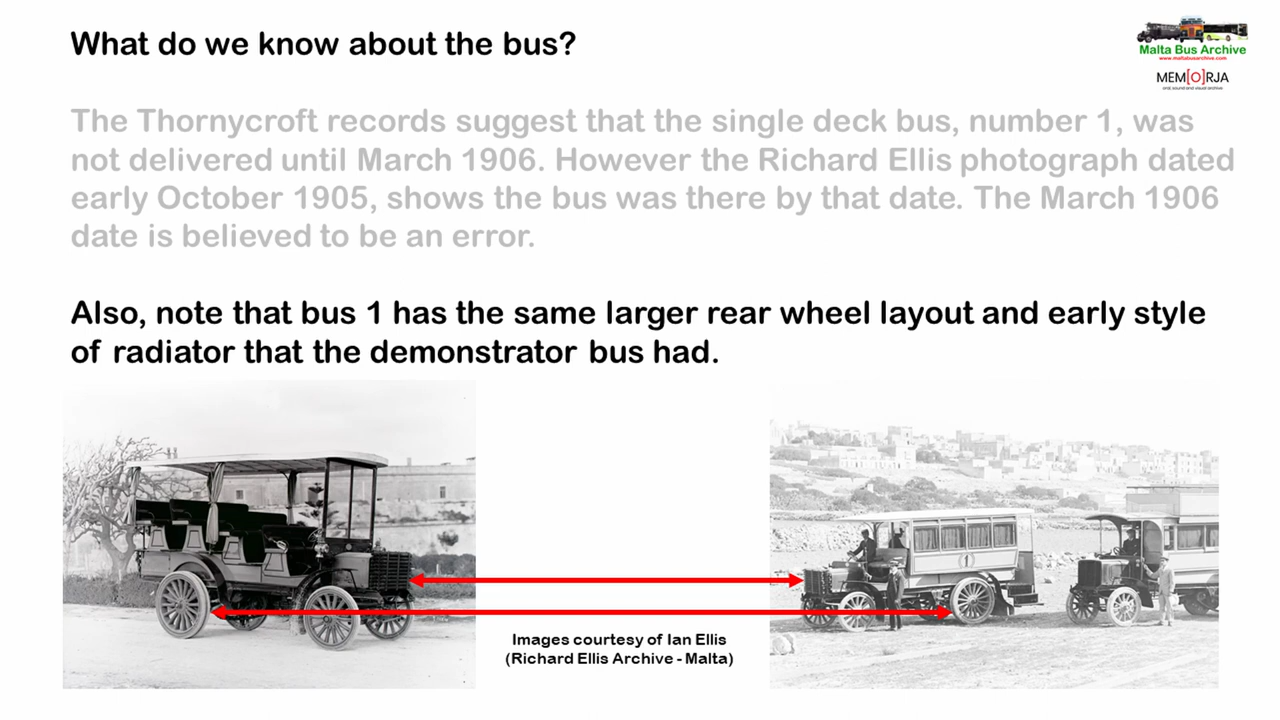 What do we know about the bus?
Malta Bus Archive
www.maltabusarchive.com
MEM[O]RJA
oral, sound and visual archive
The Thornycroft records suggest that the single deck bus, number 1, was
not delivered until March 1906. However the Richard Ellis photograph dated
early October 1905, shows the bus was there by that date. The March 1906
date is believed to be an error.
Also, note that bus 1 has the same larger rear wheel layout and early style
of radiator that the demonstrator bus had.
1
Images courtesy of Ian Ellis
(Richard Ellis Archive - Malta)